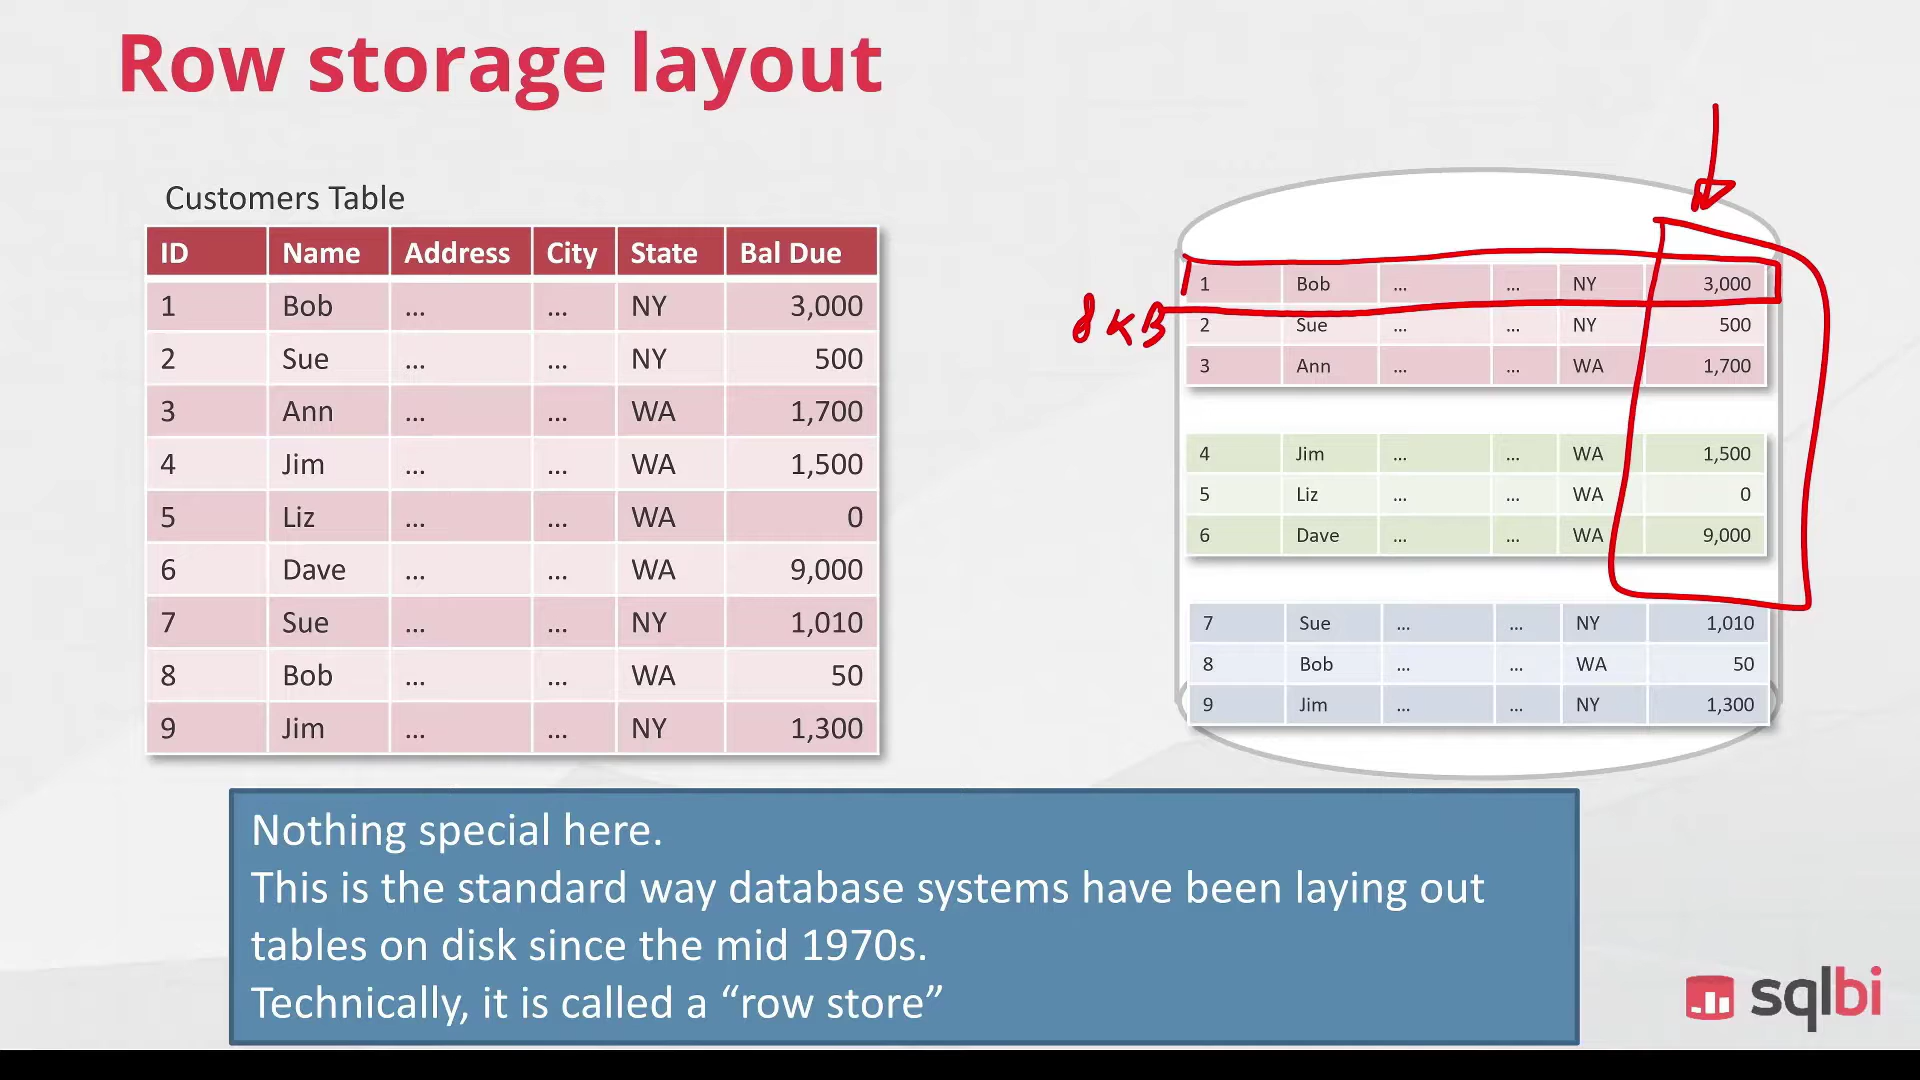 Row storage layout
Customers Table
ID Name Address City State Bal Due
1 Bob ... ... NY 3,000
2 Sue ... ... NY 500
3 Ann ... ... WA 1,700
4 Jim ... ... WA 1,500
5 Liz ... ... WA 0
6 Dave ... ... WA 9,000
7 Sue ... ... NY 1,010
8 Bob ... ... WA 50
9 Jim ... ... NY 1,300
8 KB
1 Bob ... ... NY 3,000
2 Sue ... ... NY 500
3 Ann ... ... WA 1,700
4 Jim ... ... WA 1,500
5 Liz ... ... WA 0
6 Dave ... ... WA 9,000
7 Sue ... ... NY 1,010
8 Bob ... ... WA 50
9 Jim ... ... NY 1,300
Nothing special here.
This is the standard way database systems have been laying out
tables on disk since the mid 1970s.
Technically, it is called a “row store”
sqlbi